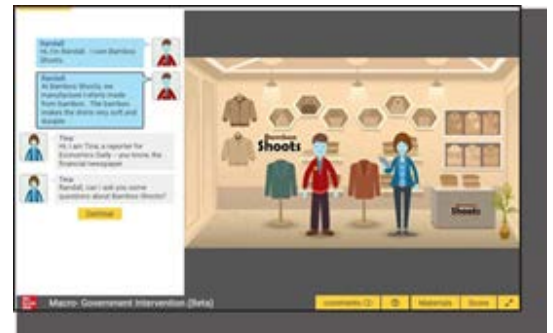 Randall
Hi, I'm Randall. I own Bamboo
Shoots.
Randall
At Bamboo Shoots, we
manufacture t-shirts made
from bamboo. The bamboo
makes the shirts very soft and
durable.
Tina
Hi, I am Tina, a reporter for
Economics Daily - you know, the
financial newspaper.
Tina
Randall, can I ask you some
questions about Bamboo Shoots?
Continue
Bamboo
Shoots
Shoots
Macro- Government Intervention (Beta)
comments
Materials
Score